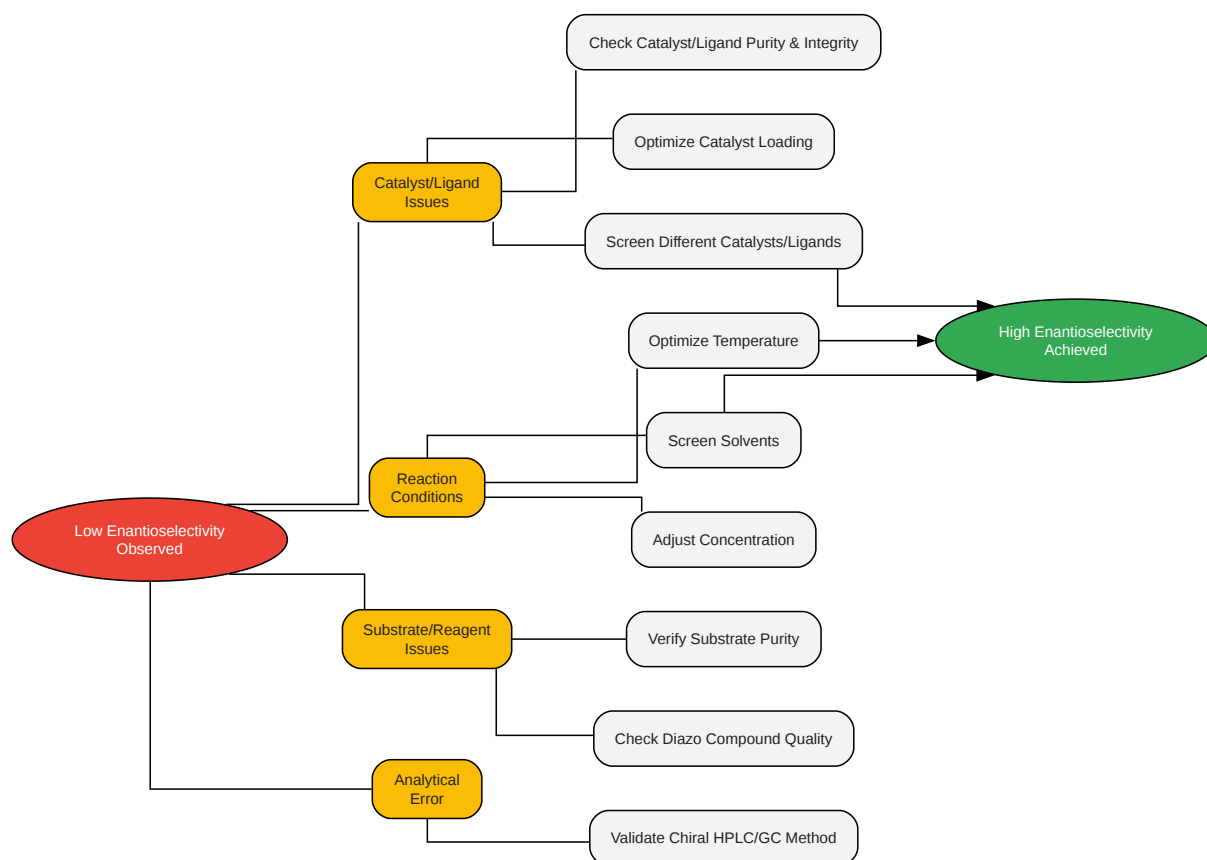 Check Catalyst/Ligand Purity & Integrity
Optimize Catalyst Loading
Catalyst/Ligand
Issues
Screen Different Catalysts/Ligands
High Enantioselectivity
Achieved
Optimize Temperature
Screen Solvents
Reaction
Conditions
Low Enantioselectivity
Observed
Adjust Concentration
Substrate/Reagent
Issues
Verify Substrate Purity
Check Diazo Compound Quality
Analytical
Error
Validate Chiral HPLC/GC Method